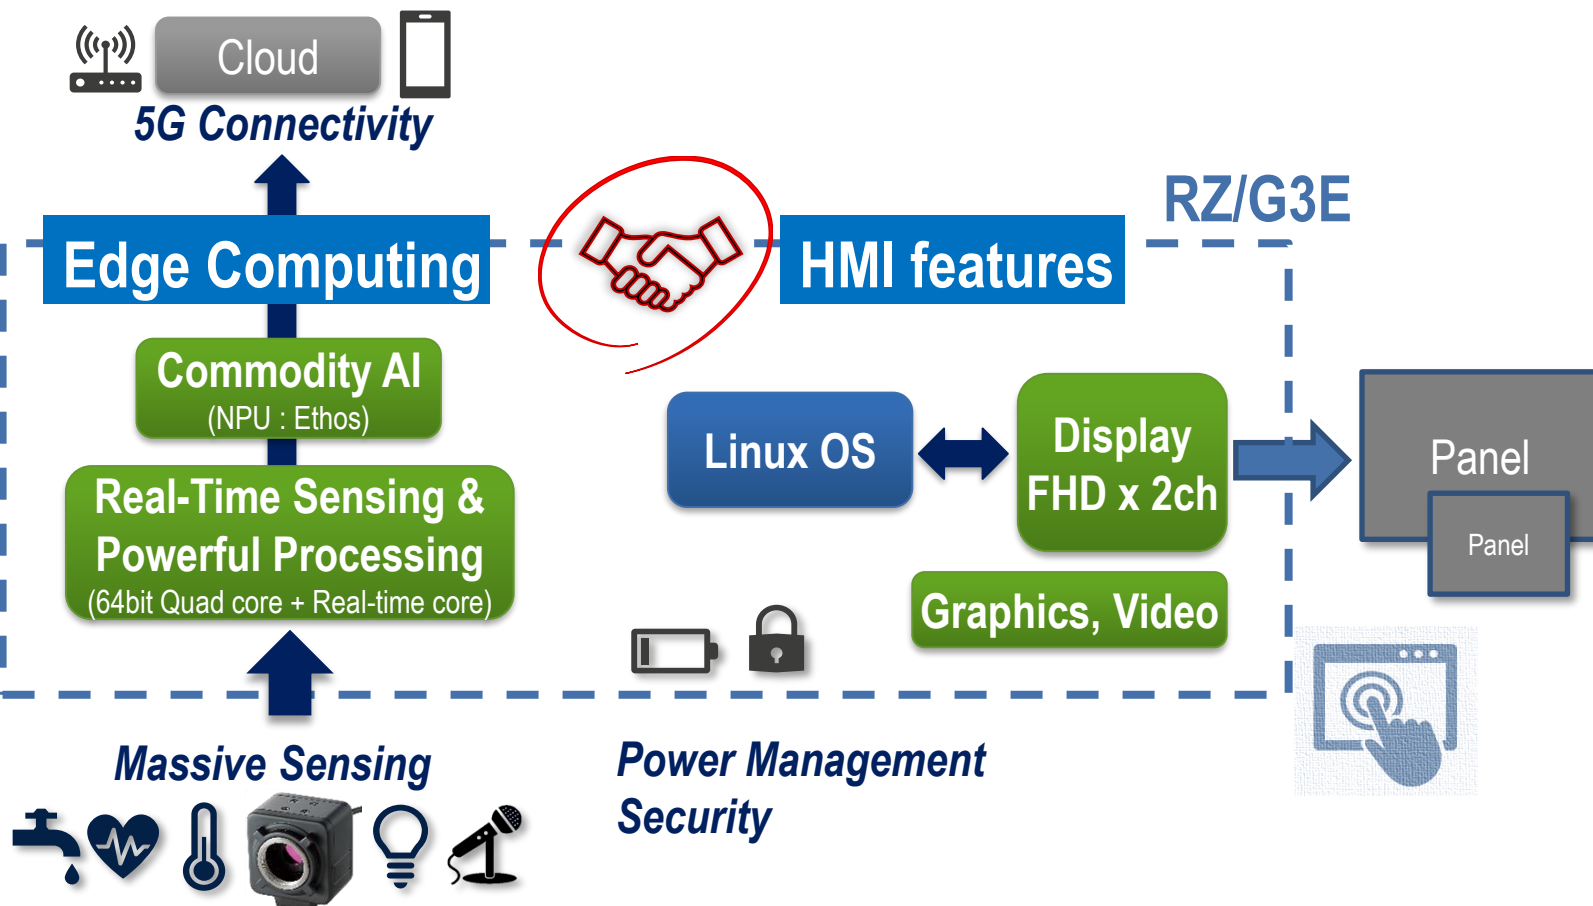 Cloud
5G Connectivity
RZ/G3E
Edge Computing
HMI features
Commodity AI
(NPU : Ethos)
Real-Time Sensing &
Powerful Processing
(64bit Quad core + Real-time core)
Linux OS
Display
FHD x 2ch
Graphics, Video
Panel
Panel
Massive Sensing
Power Management
Security